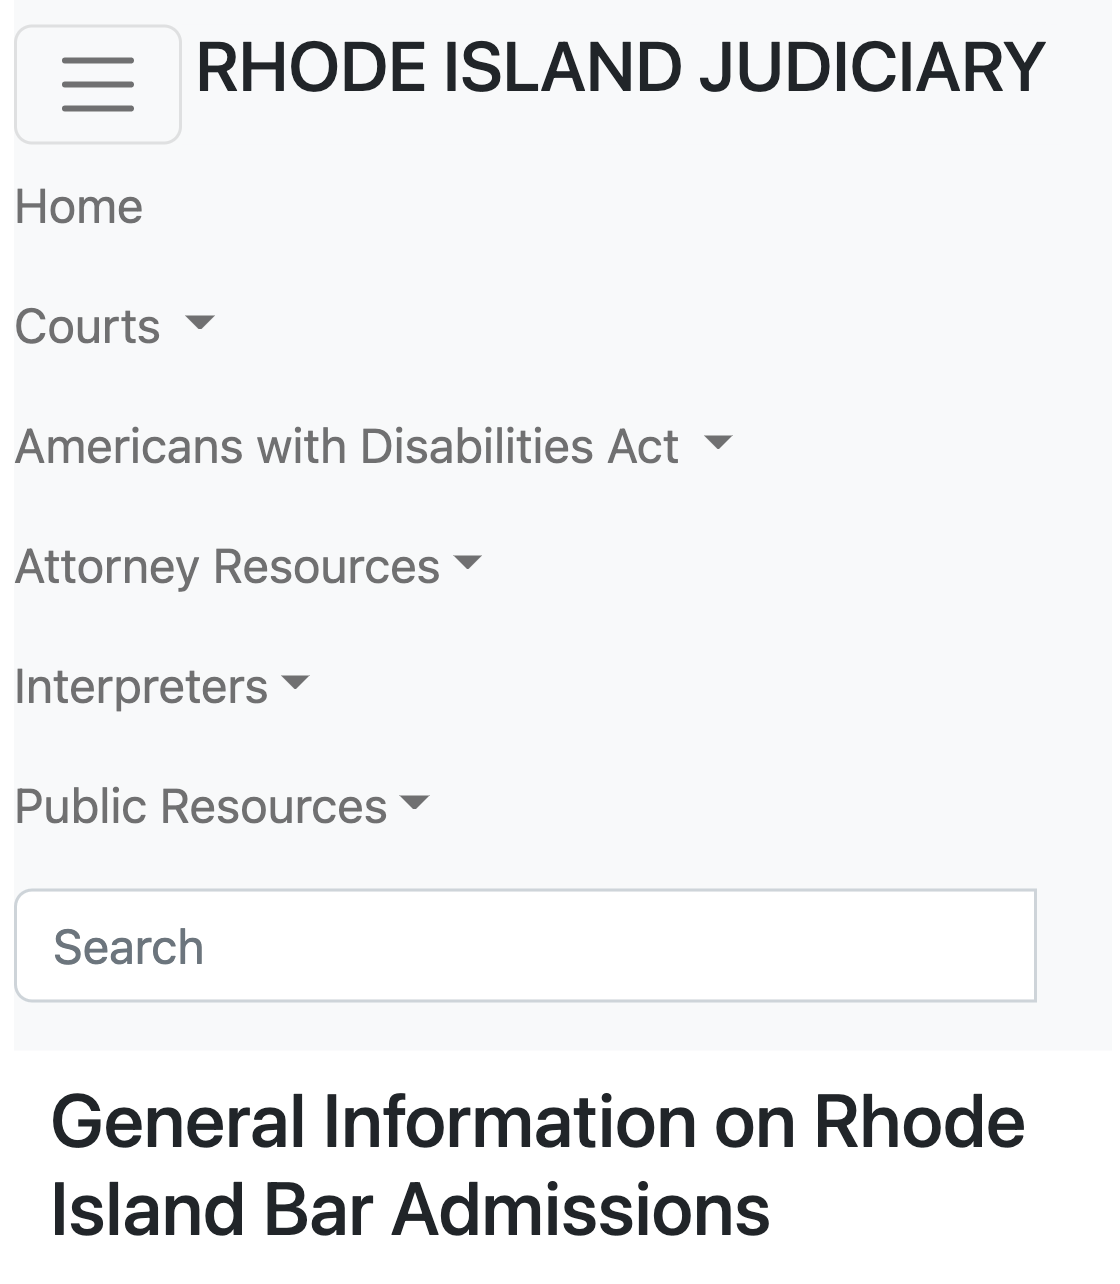 RHODE ISLAND JUDICIARY
Home
Courts
Americans with Disabilities Act
Attorney Resources
Interpreters
Public Resources
Search
General Information on Rhode
Island Bar Admissions